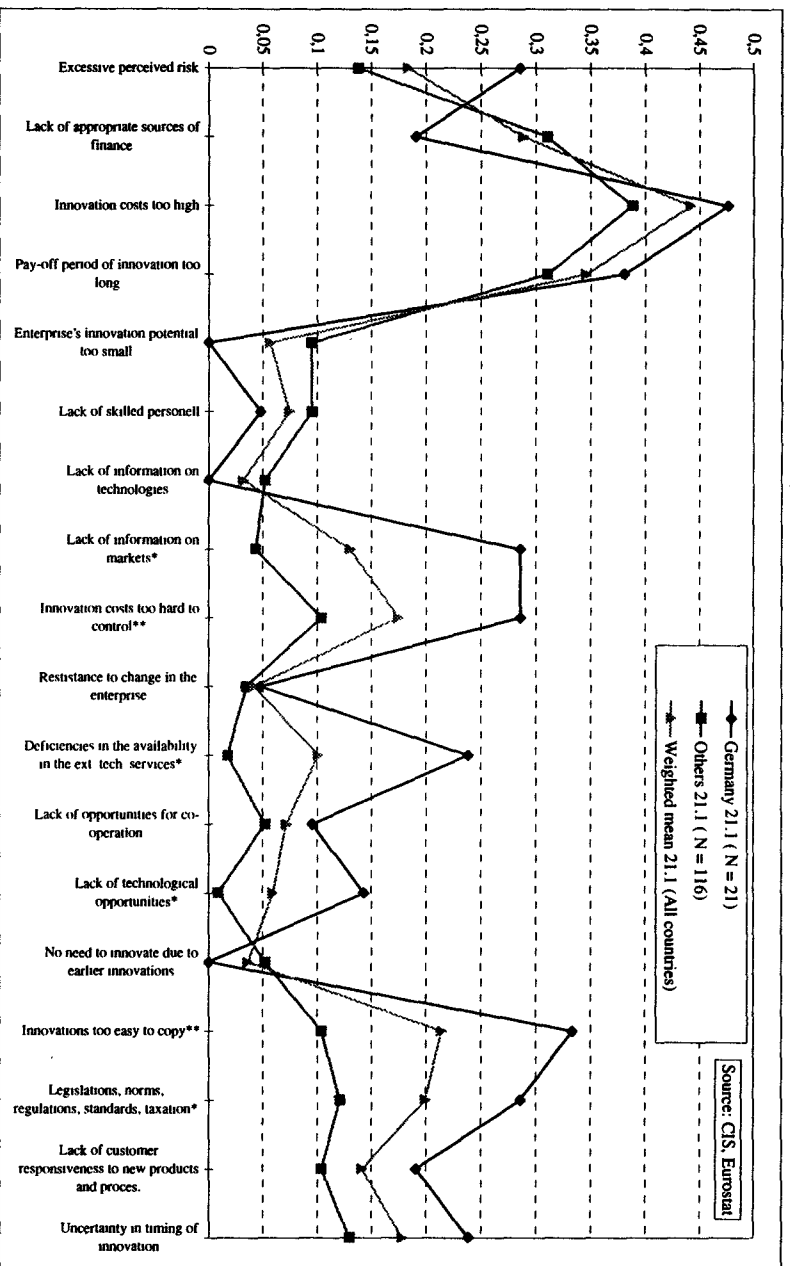 0,5
0,45
0,4
0,35
0,3
0,25
0,2
0,15
0,1
0,05
0
Germany 21.1 ( N = 21)
Others 21.1 ( N = 116)
Weighted mean 21.1 (All countries)
Source: CIS, Eurostat
Excessive perceived risk
Lack of appropriate sources of
finance
Innovation costs too high
Pay-off period of innovation too
long
Enterprise's innovation potential
too small
Lack of skilled personell
Lack of information on
technologies
Lack of information on
markets*
Innovation costs too hard to
control**
Restistance to change in the
enterprise
Deficiencies in the availability
in the ext tech services*
Lack of opportunities for co-
operation
Lack of technological
opportunities*
No need to innovate due to
earlier innovations
Innovations too easy to copy**
Legislations, norms,
regulations, standards, taxation*
Lack of customer
responsiveness to new products
and proces.
Uncertainty in timing of
innovation